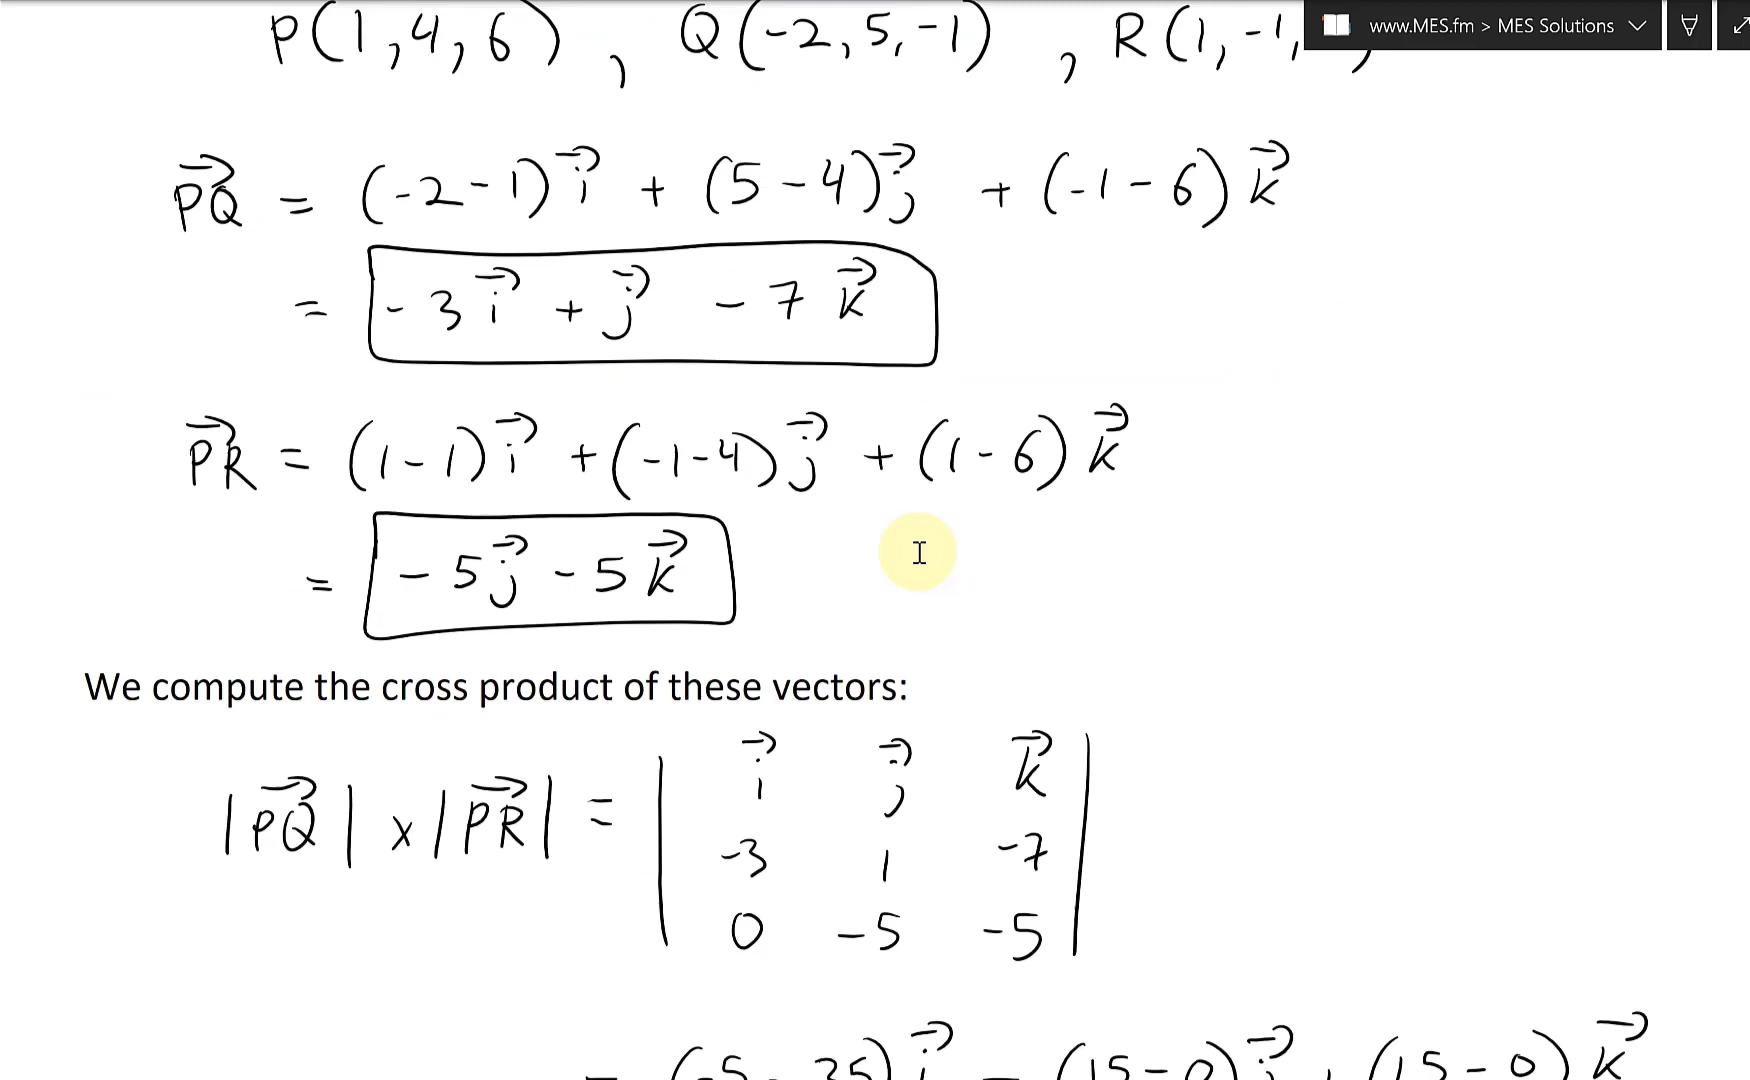 P(1,4,6) , Q(-2,5,-1) , R(1,-1,
www.MES.fm > MES Solutions
PQ⃗ = (-2-1)i⃗ + (5-4)j⃗ + (-1-6)k⃗
= -3i⃗ + j⃗ - 7k⃗
PR⃗ = (1-1)i⃗ + (-1-4)j⃗ + (1-6)k⃗
= -5j⃗ - 5k⃗
We compute the cross product of these vectors:
|PQ⃗| x |PR⃗| =
i⃗ j⃗ k⃗
-3 1 -7
0 -5 -5
= (-5-35)i⃗ - (15-0)j⃗ + (15-0)k⃗